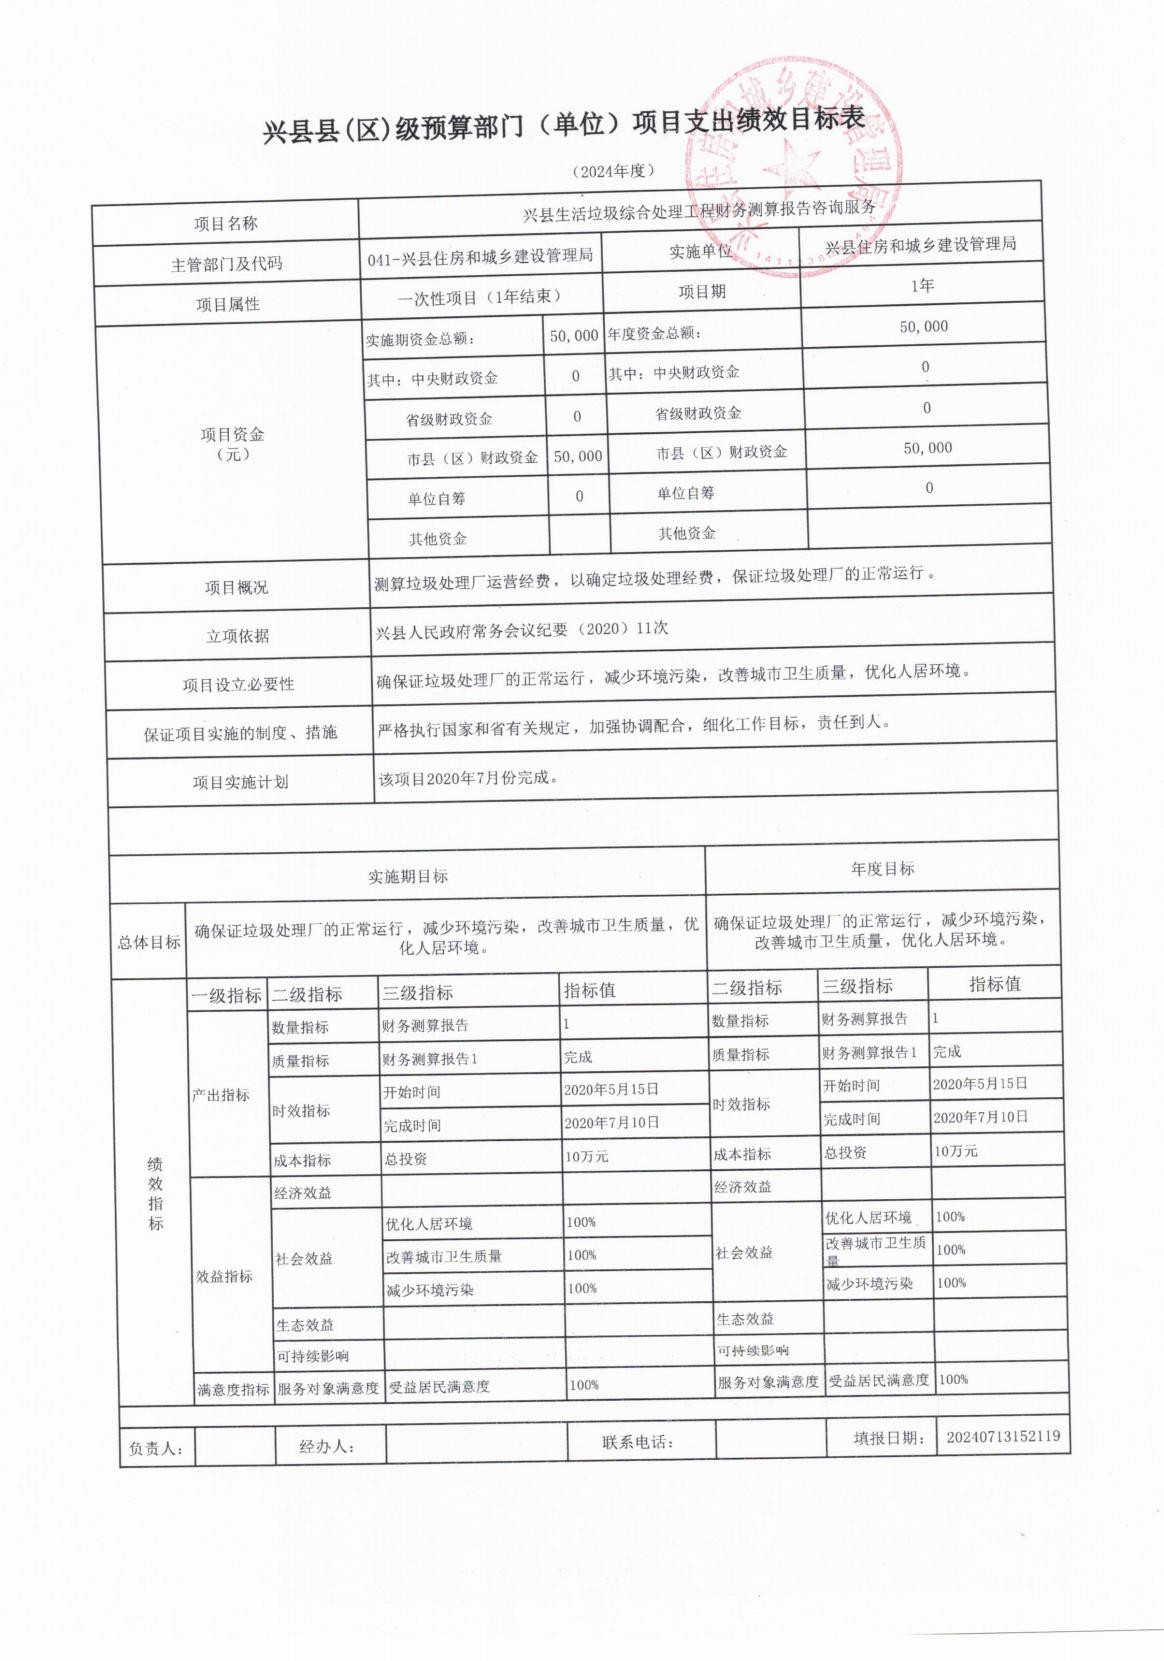 兴县县(区)级预算部门（单位）项目支出绩效目标表
（2024年度）
项目名称 兴县生活垃圾综合处理工程财务测算报告咨询服务
主管部门及代码 041-兴县住房和城乡建设管理局 实施单位 兴县住房和城乡建设管理局
项目属性 一次性项目（1年结束） 项目期 1年
项目资金
（元）
实施期资金总额： 50,000 年度资金总额： 50,000
其中：中央财政资金 0 其中：中央财政资金 0
省级财政资金 0 省级财政资金 0
市县（区）财政资金 50,000 市县（区）财政资金 50,000
单位自筹 0 单位自筹 0
其他资金 其他资金
项目概况 测算垃圾处理厂运营经费，以确定垃圾处理经费，保证垃圾处理厂的正常运行。
立项依据 兴县人民政府常务会议纪要（2020）11次
项目设立必要性 确保证垃圾处理厂的正常运行，减少环境污染，改善城市卫生质量，优化人居环境。
保证项目实施的制度、措施 严格执行国家和省有关规定，加强协调配合，细化工作目标，责任到人。
项目实施计划 该项目2020年7月份完成。
实施期目标 年度目标
总体目标
确保证垃圾处理厂的正常运行，减少环境污染，改善城市卫生质量，优
化人居环境。
确保证垃圾处理厂的正常运行，减少环境污染，
改善城市卫生质量，优化人居环境。
绩
效
指
标
一级指标 二级指标 三级指标 指标值 二级指标 三级指标 指标值
产出指标
数量指标 财务测算报告 1 数量指标 财务测算报告 1
质量指标 财务测算报告1 完成 质量指标 财务测算报告1 完成
时效指标 开始时间 2020年5月15日 时效指标 开始时间 2020年5月15日
完成时间 2020年7月10日 完成时间 2020年7月10日
成本指标 总投资 10万元 成本指标 总投资 10万元
效益指标
经济效益 经济效益
社会效益 优化人居环境 100% 社会效益 优化人居环境 100%
改善城市卫生质量 100% 改善城市卫生质
量 100%
减少环境污染 100% 减少环境污染 100%
生态效益 生态效益
可持续影响 可持续影响
满意度指标 服务对象满意度 受益居民满意度 100% 服务对象满意度 受益居民满意度 100%
负责人： 经办人： 联系电话： 填报日期： 20240713152119
兴县住房和城乡建设管理局